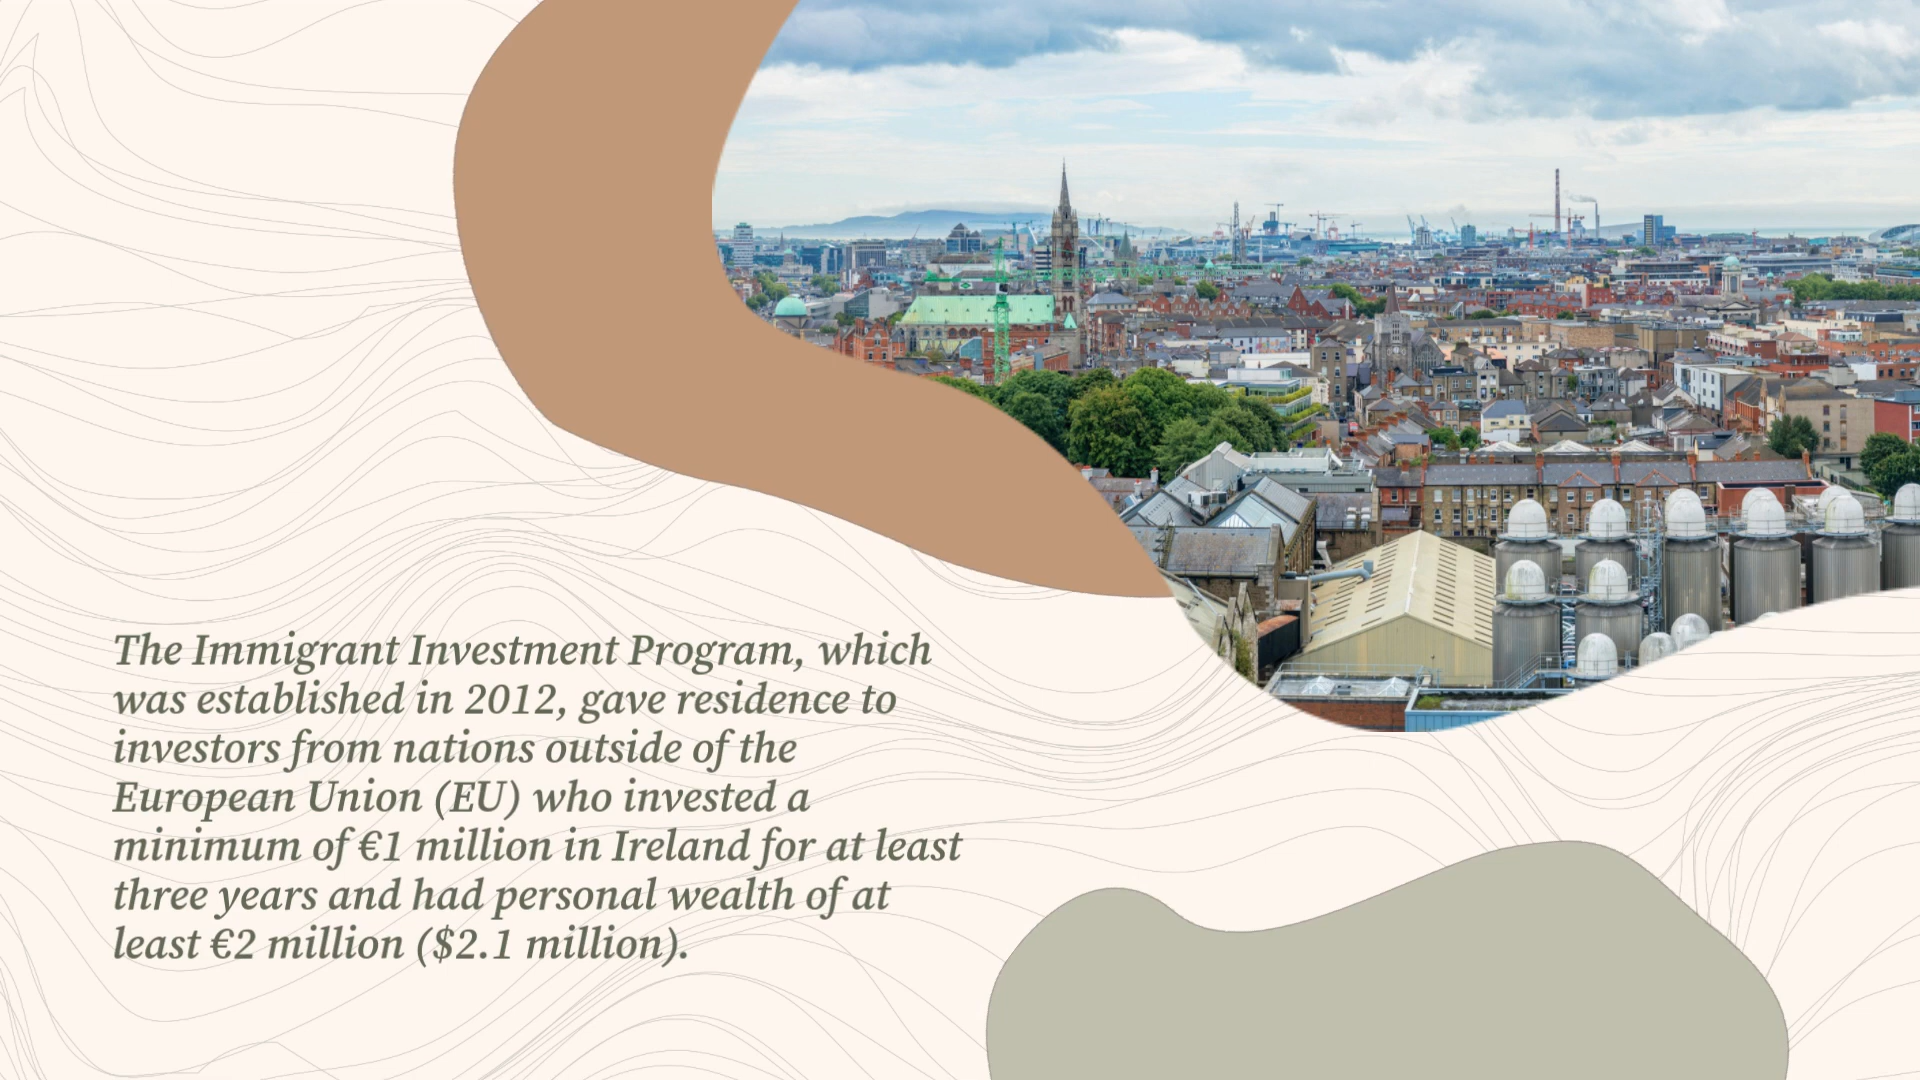 The Immigrant Investment Program, which
was established in 2012, gave residence to
investors from nations outside of the
European Union (EU) who invested a
minimum of €1 million in Ireland for at least
three years and had personal wealth of at
least €2 million ($2.1 million).